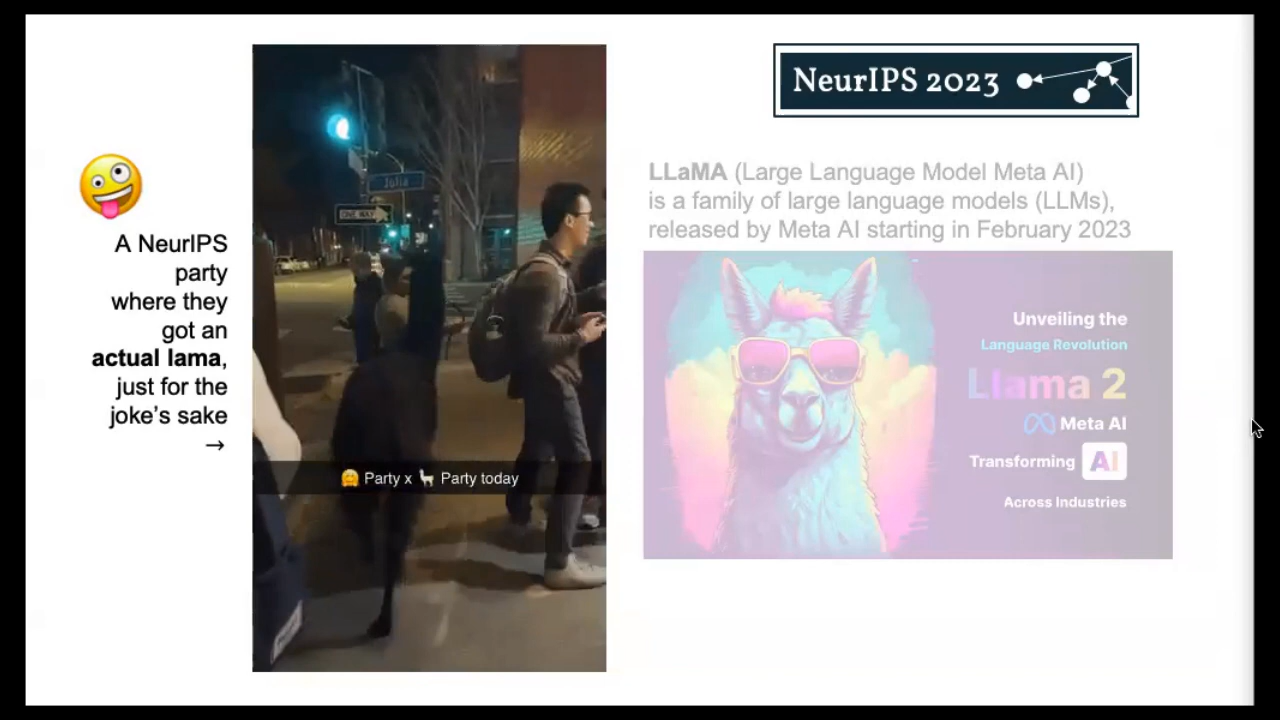 NeurIPS 2023
A NeurIPS
party
where they
got an
actual lama,
just for the
joke’s sake
→
Julia
ONE WAY
🤗 Party x 🦙 Party today
LLaMA (Large Language Model Meta AI)
is a family of large language models (LLMs),
released by Meta AI starting in February 2023
Unveiling the
Language Revolution
Llama 2
Meta AI
Transforming AI
Across Industries